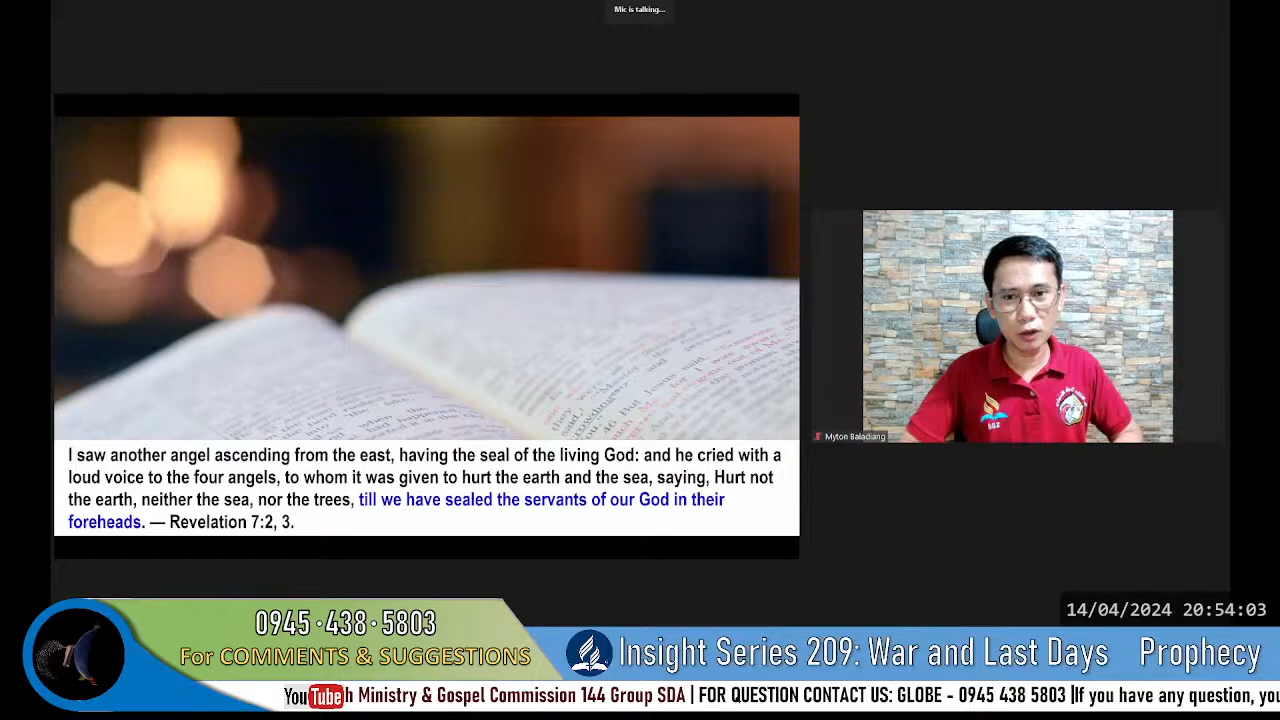 Mic is talking...
I saw another angel ascending from the east, having the seal of the living God: and he cried with a
loud voice to the four angels, to whom it was given to hurt the earth and the sea, saying, Hurt not
the earth, neither the sea, nor the trees, till we have sealed the servants of our God in their
foreheads. — Revelation 7:2, 3.
Myton Baladiang
14/04/2024 20:54:03
0945 · 438 · 5803
For COMMENTS & SUGGESTIONS
Insight Series 209: War and Last Days Prophecy
YouTube h Ministry & Gospel Commission 144 Group SDA | FOR QUESTION CONTACT US: GLOBE - 0945 438 5803 |If you have any question, you